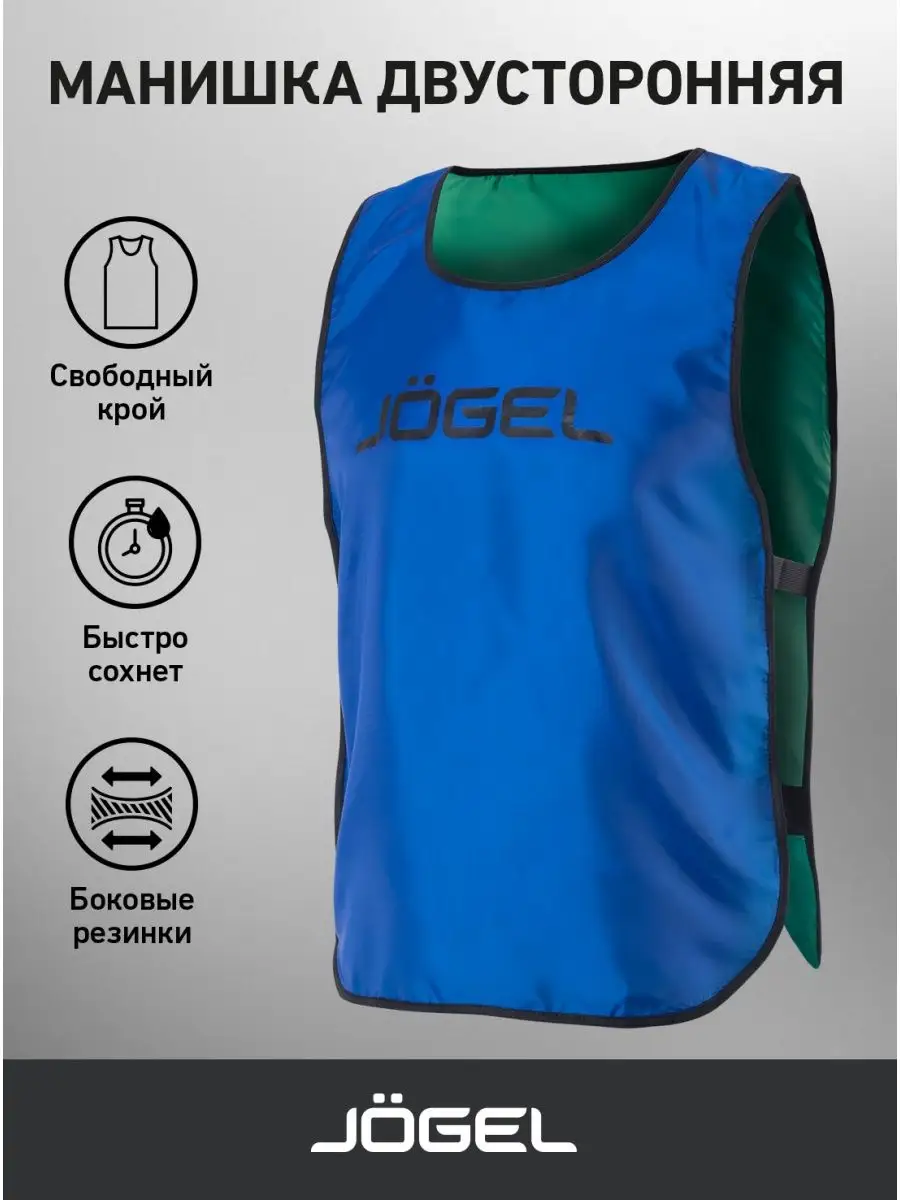 МАНИШКА ДВУСТОРОННЯЯ
Свободный
крой
JÖGEL
Быстро
сохнет
Боковые
резинки
JÖGEL